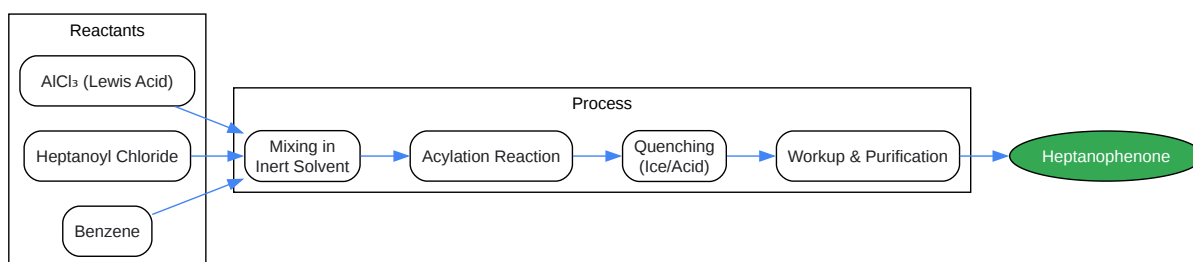 Reactants
AlCl₃ (Lewis Acid)
Heptanoyl Chloride
Benzene
Process
Mixing in
Inert Solvent
Acylation Reaction
Quenching
(Ice/Acid)
Workup & Purification
Heptanophenone